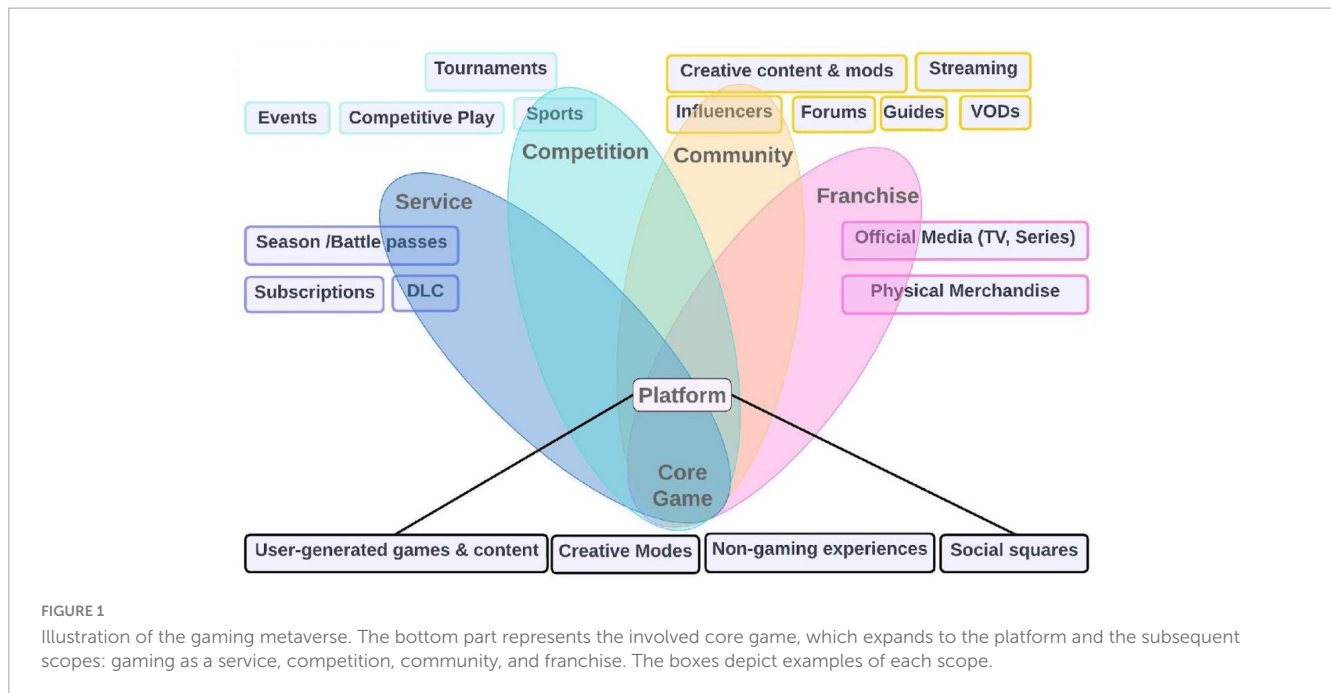 Tournaments
Creative content & mods
Streaming
Events
Competitive Play
Sports
Influencers
Forums
Guides
VODs
Competition
Community
Service
Franchise
Season /Battle passes
Official Media (TV, Series)
Subscriptions
DLC
Physical Merchandise
Platform
Core
Game
User-generated games & content
Creative Modes
Non-gaming experiences
Social squares
FIGURE 1
Illustration of the gaming metaverse. The bottom part represents the involved core game, which expands to the platform and the subsequent
scopes: gaming as a service, competition, community, and franchise. The boxes depict examples of each scope.